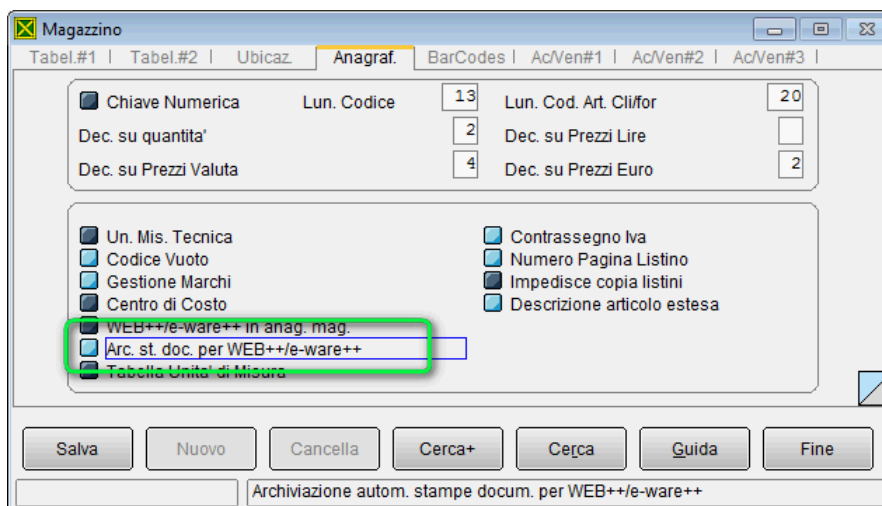 Magazzino
Tabel.#1 | Tabel.#2 | Ubicaz. Anagraf. BarCodes | Ac/Ven#1 | Ac/Ven#2 | Ac/Ven#3 |
Chiave Numerica Lun. Codice 13 Lun. Cod. Art. Cli/for 20
Dec. su quantita' 2 Dec. su Prezzi Lire
Dec. su Prezzi Valuta 4 Dec. su Prezzi Euro 2
Un. Mis. Tecnica Contrassegno Iva
Codice Vuoto Numero Pagina Listino
Gestione Marchi Impedisce copia listini
Centro di Costo Descrizione articolo estesa
WEB++/e-ware++ in anag. mag.
Arc. st. doc. per WEB++/e-ware++
Tabella Unita' di Misura
Salva Nuovo Cancella Cerca+ Cerca Guida Fine
Archiviazione autom. stampe docum. per WEB++/e-ware++